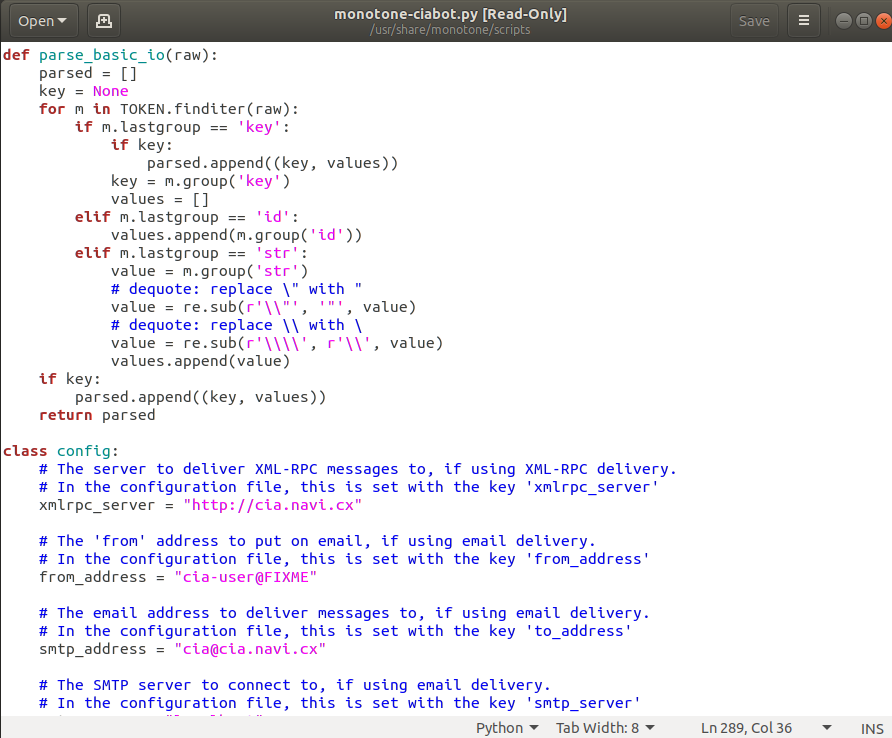 Open
monotone-ciabot.py [Read-Only]
/usr/share/monotone/scripts
Save
def parse_basic_io(raw):
    parsed = []
    key = None
    for m in TOKEN.finditer(raw):
        if m.lastgroup == 'key':
            if key:
                parsed.append((key, values))
            key = m.group('key')
            values = []
        elif m.lastgroup == 'id':
            values.append(m.group('id'))
        elif m.lastgroup == 'str':
            value = m.group('str')
            # dequote: replace \" with "
            value = re.sub(r'\\"', '"', value)
            # dequote: replace \\ with \
            value = re.sub(r'\\\\', r'\\', value)
            values.append(value)
    if key:
        parsed.append((key, values))
    return parsed

class config:
    # The server to deliver XML-RPC messages to, if using XML-RPC delivery.
    # In the configuration file, this is set with the key 'xmlrpc_server'
    xmlrpc_server = "http://cia.navi.cx"

    # The 'from' address to put on email, if using email delivery.
    # In the configuration file, this is set with the key 'from_address'
    from_address = "cia-user@FIXME"

    # The email address to deliver messages to, if using email delivery.
    # In the configuration file, this is set with the key 'to_address'
    smtp_address = "cia@cia.navi.cx"

    # The SMTP server to connect to, if using email delivery.
    # In the configuration file, this is set with the key 'smtp_server'
Python Tab Width: 8 Ln 289, Col 36 INS